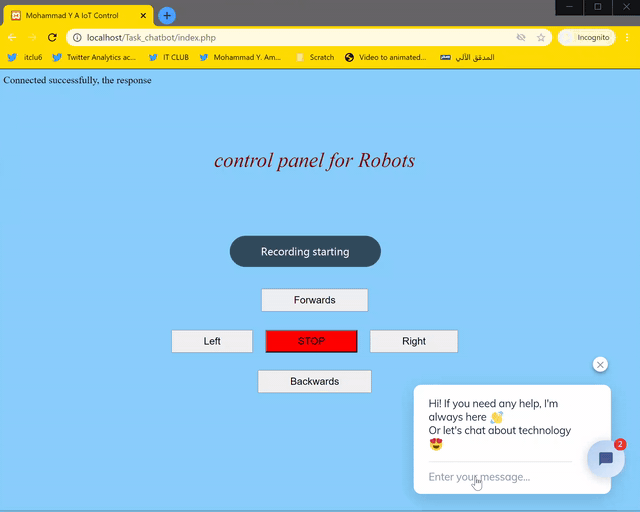 Mohammad Y A IoT Control
localhost/Task_chatbot/index.php
Incognito
itclu6
Twitter Analytics ac...
IT CLUB
Mohammad Y. Am...
Scratch
Video to animated...
المدقق الآلي
Connected successfully, the response
control panel for Robots
Recording starting
Forwards
Left
STOP
Right
Backwards
Hi! If you need any help, I'm
always here 👋
Or let's chat about technology
😍
2
Enter your message...